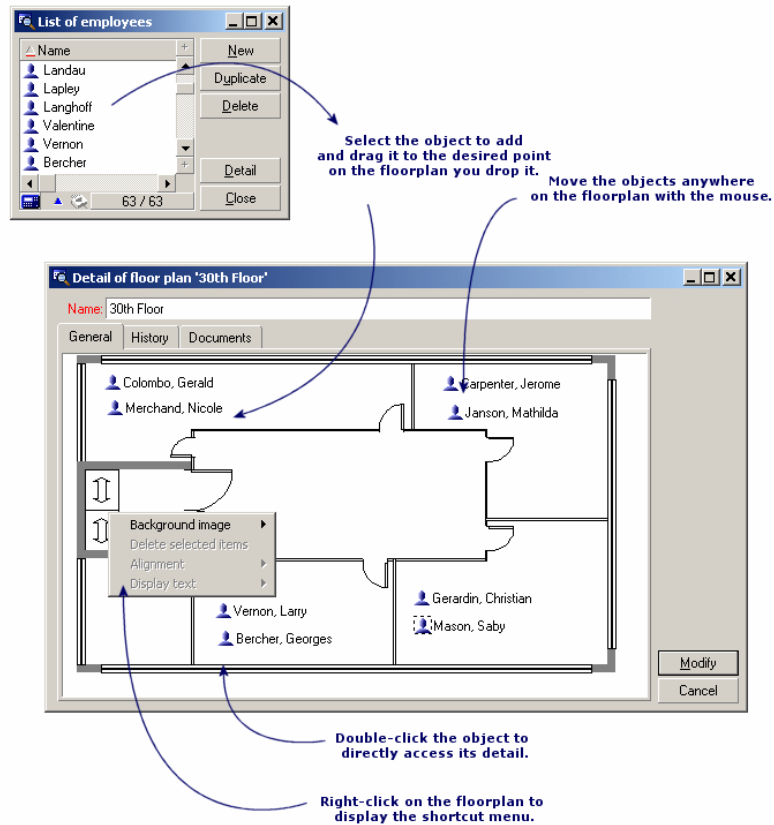 List of employees
Name
New
Landau
Lapley
Duplicate
Langhoff
Delete
Valentine
Vernon
Bercher
Detail
63 / 63
Close
Select the object to add
and drag it to the desired point
on the floorplan you drop it.
Move the objects anywhere
on the floorplan with the mouse.
Detail of floor plan '30th Floor'
Name: 30th Floor
General History Documents
Colombo, Gerald
Carpenter, Jerome
Merchand, Nicole
Janson, Mathilda
Background image
Delete selected items
Alignment
Display text
Vernon, Larry
Gerardin, Christian
Bercher, Georges
Mason, Saby
Modify
Cancel
Double-click the object to
directly access its detail.
Right-click on the floorplan to
display the shortcut menu.